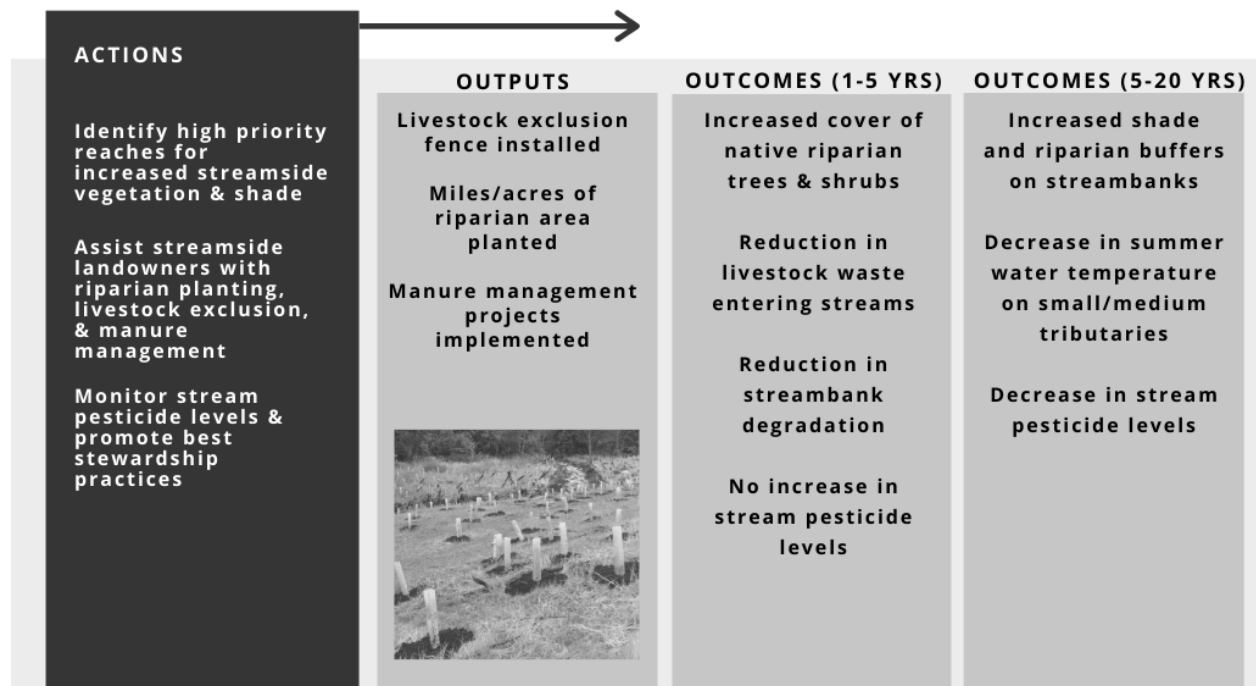 ACTIONS
Identify high priority
reaches for
increased streamside
vegetation & shade
Assist streamside
landowners with
riparian planting,
livestock exclusion,
& manure
management
Monitor stream
pesticide levels &
promote best
stewardship
practices
OUTPUTS
Livestock exclusion
fence installed
Miles/acres of
riparian area
planted
Manure management
projects
implemented
OUTCOMES (1-5 YRS)
Increased cover of
native riparian
trees & shrubs
Reduction in
livestock waste
entering streams
Reduction in
streambank
degradation
No increase in
stream pesticide
levels
OUTCOMES (5-20 YRS)
Increased shade
and riparian buffers
on streambanks
Decrease in summer
water temperature
on small/medium
tributaries
Decrease in stream
pesticide levels